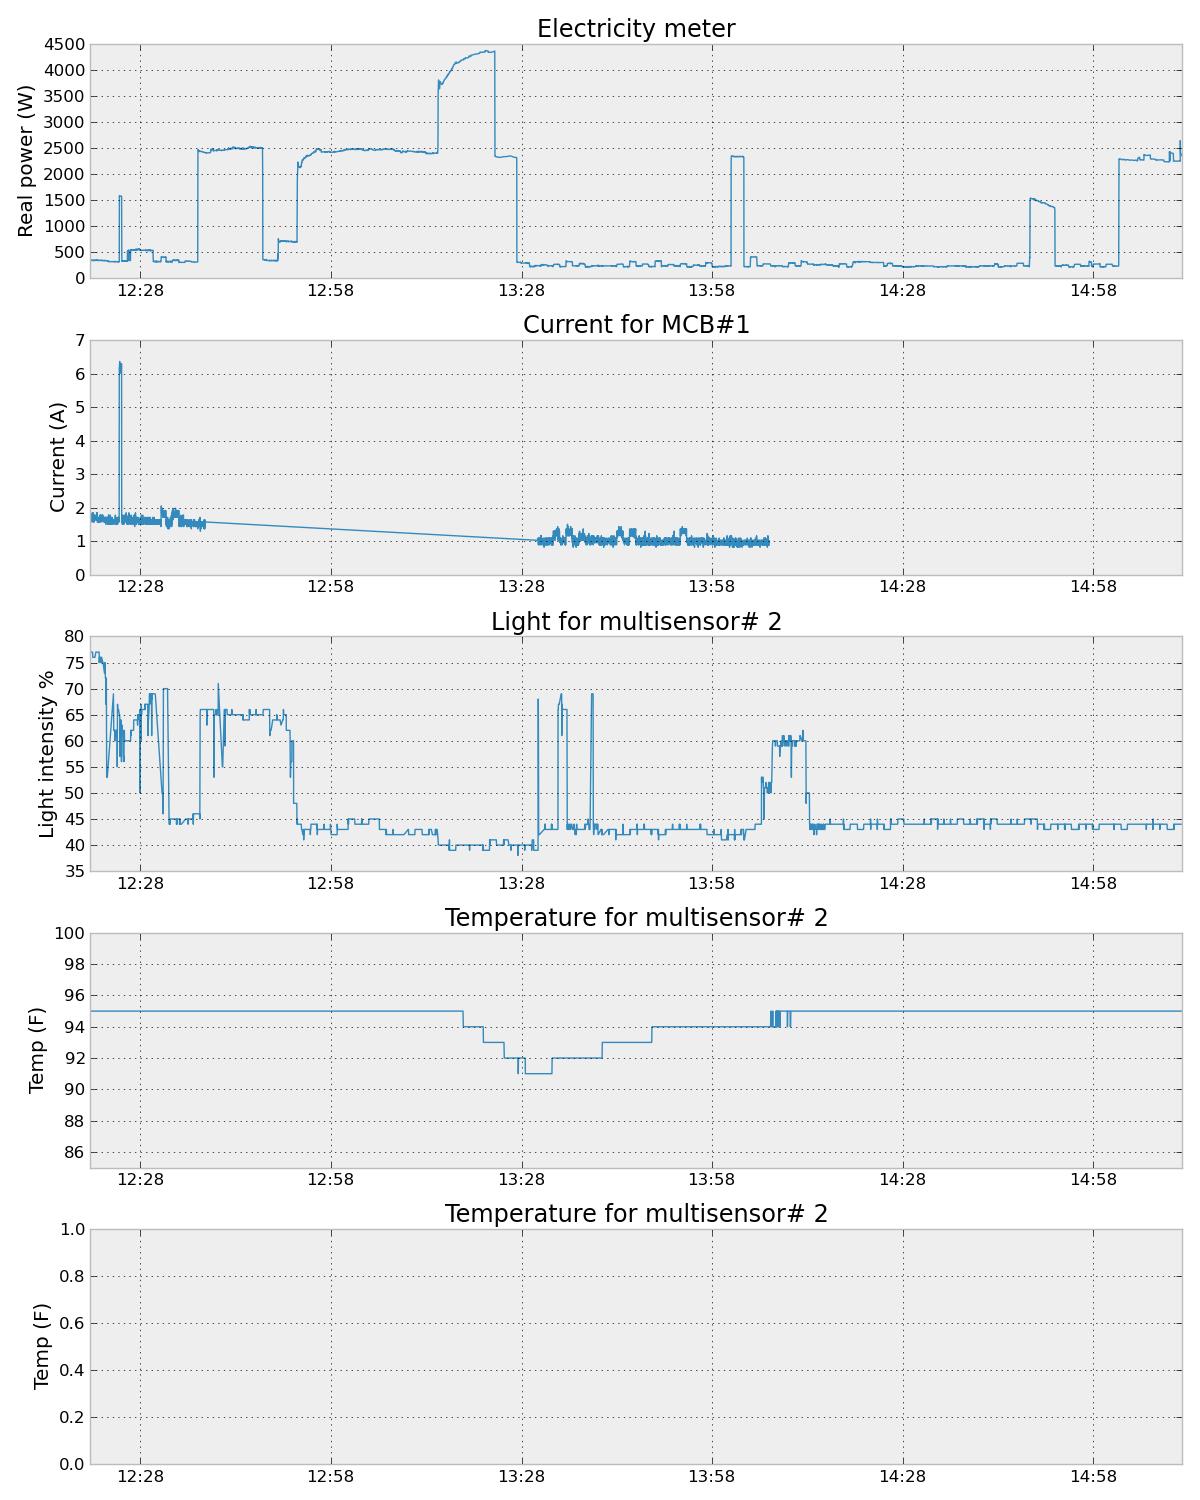 Electricity meter
Real power (W)
4500
4000
3500
3000
2500
2000
1500
1000
500
0
12:28 12:58 13:28 13:58 14:28 14:58
Current for MCB#1
Current (A)
7
6
5
4
3
2
1
0
12:28 12:58 13:28 13:58 14:28 14:58
Light for multisensor# 2
Light intensity %
80
75
70
65
60
55
50
45
40
35
12:28 12:58 13:28 13:58 14:28 14:58
Temperature for multisensor# 2
Temp (F)
100
98
96
94
92
90
88
86
12:28 12:58 13:28 13:58 14:28 14:58
Temperature for multisensor# 2
Temp (F)
1.0
0.8
0.6
0.4
0.2
0.0
12:28 12:58 13:28 13:58 14:28 14:58